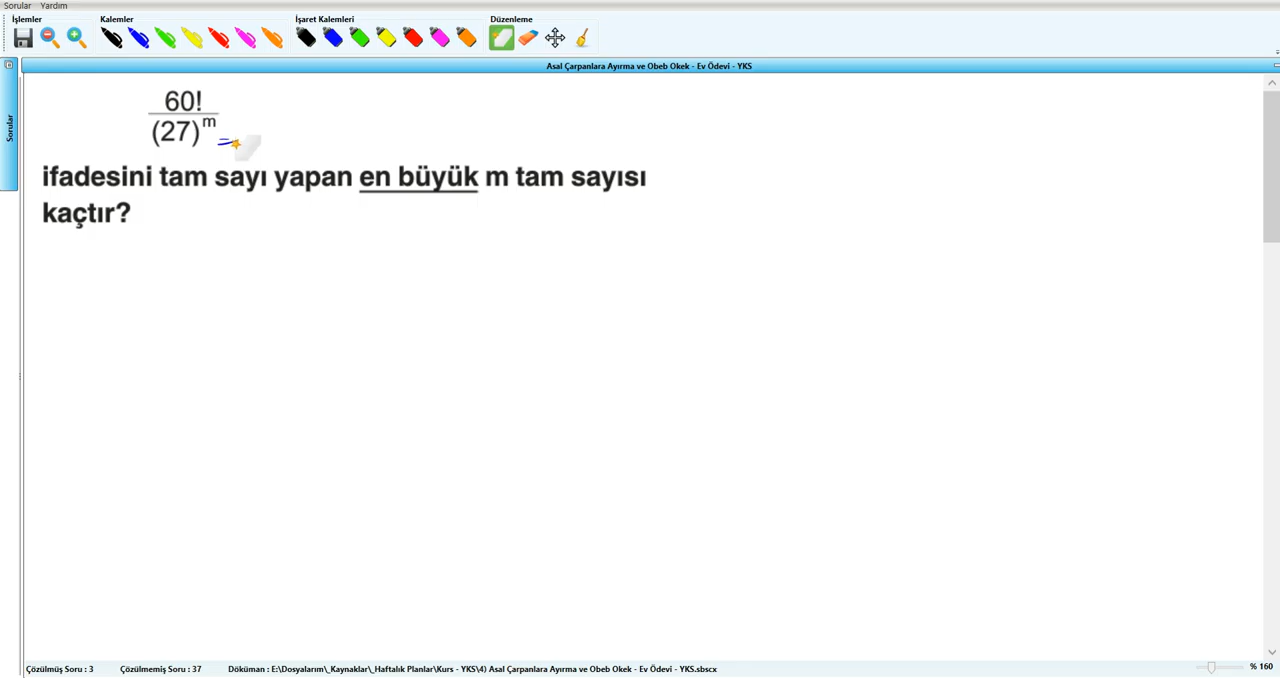 Sorular Yardım
İşlemler Kalemler İşaret Kalemleri Düzenleme
Asal Çarpanlara Ayırma ve Obeb Okek - Ev Ödevi - YKS
Sorular
60!
(27)^m =
ifadesini tam sayı yapan en büyük m tam sayısı
kaçtır?
Çözülmüş Soru : 3 Çözülmemiş Soru : 37 Döküman : E:\Dosyalarım\_Kaynaklar\_Haftalık Planlar\Kurs - YKS\4) Asal Çarpanlara Ayırma ve Obeb Okek - Ev Ödevi - YKS.sbscx % 160